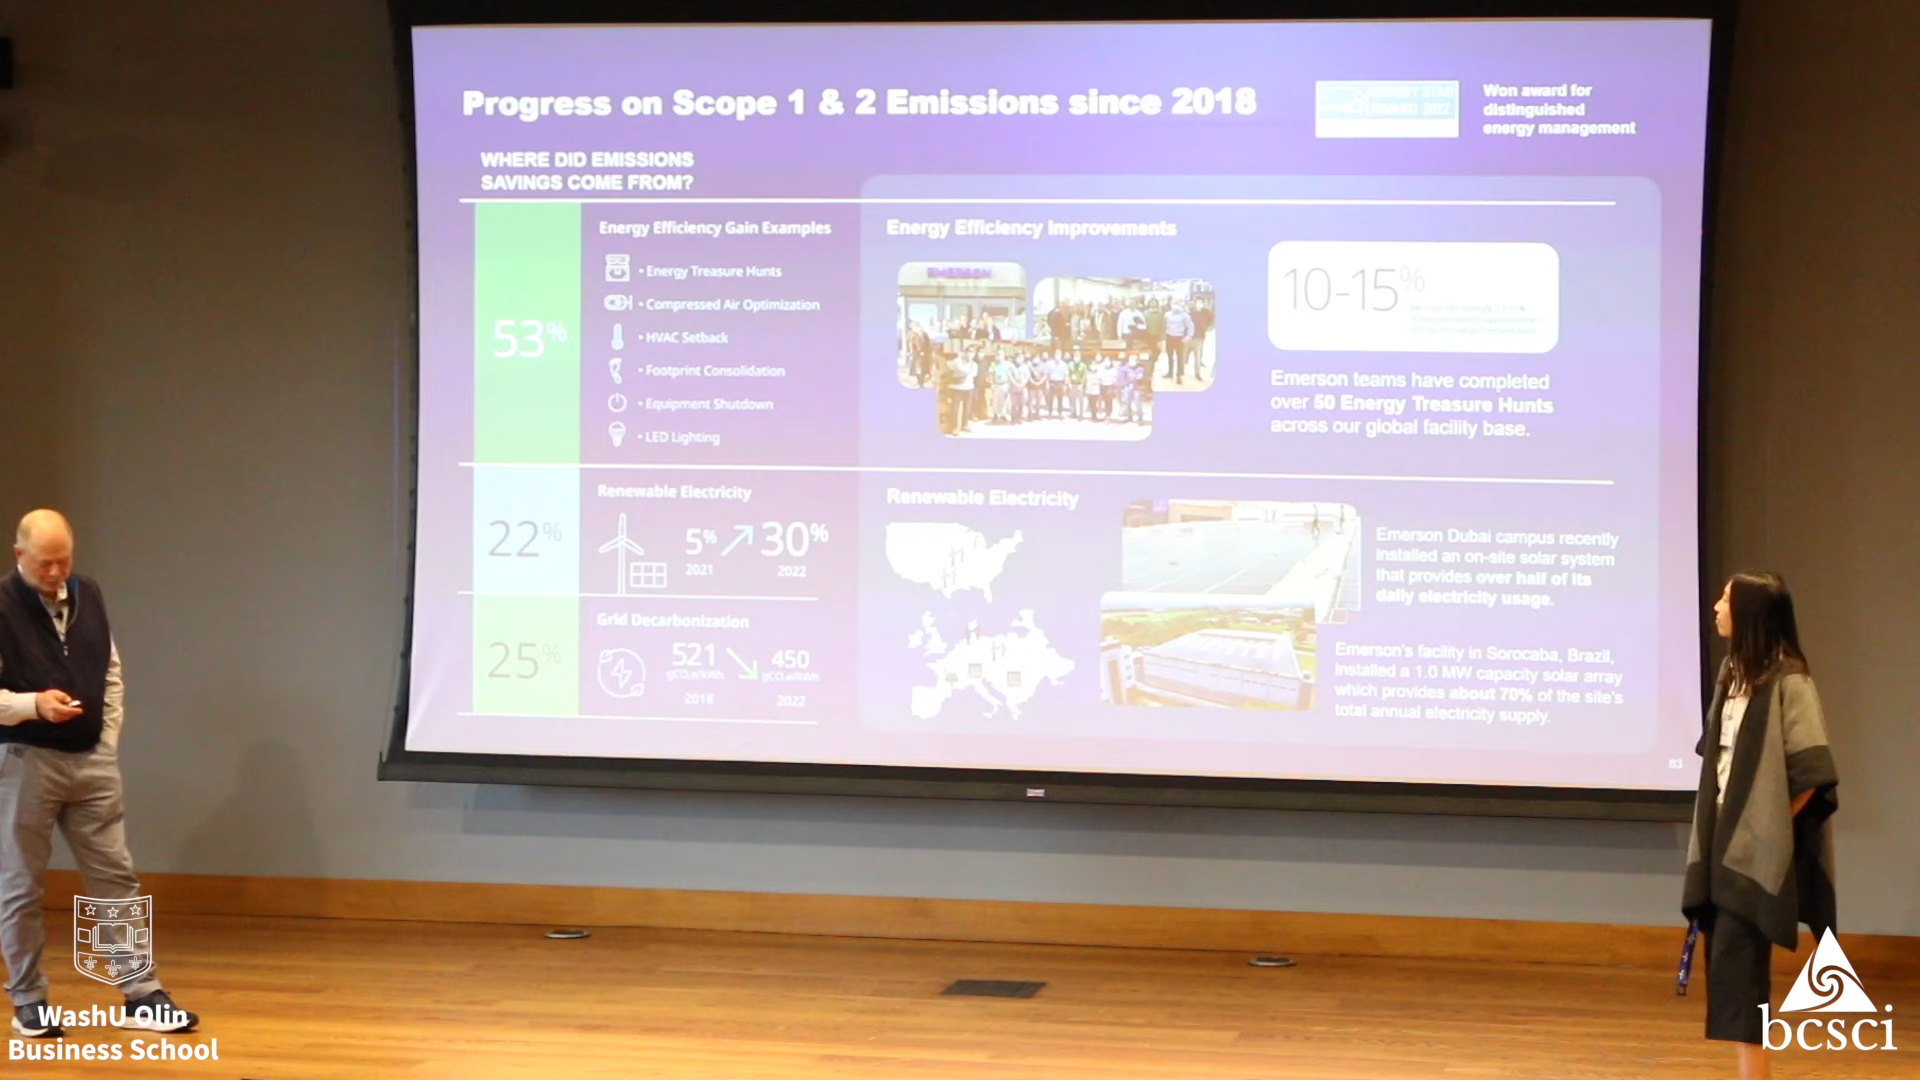 Progress on Scope 1 & 2 Emissions since 2018
ENERGY STAR
AWARD 2022
Won award for
distinguished
energy management
WHERE DID EMISSIONS
SAVINGS COME FROM?
53%
Energy Efficiency Gain Examples
• Energy Treasure Hunts
• Compressed Air Optimization
• HVAC Setback
• Footprint Consolidation
• Equipment Shutdown
• LED Lighting
Energy Efficiency Improvements
EMERSON
10-15%
Emerson teams have completed
over 50 Energy Treasure Hunts
across our global facility base.
22%
Renewable Electricity
5% 30%
2021 2022
25%
Grid Decarbonization
521 450
gCO₂e/kWh gCO₂e/kWh
2018 2022
Renewable Electricity
Emerson Dubai campus recently
installed an on-site solar system
that provides over half of its
daily electricity usage.
Emerson's facility in Sorocaba, Brazil,
installed a 1.0 MW capacity solar array
which provides about 70% of the site's
total annual electricity supply.
83
WashU Olin
Business School
bcsci